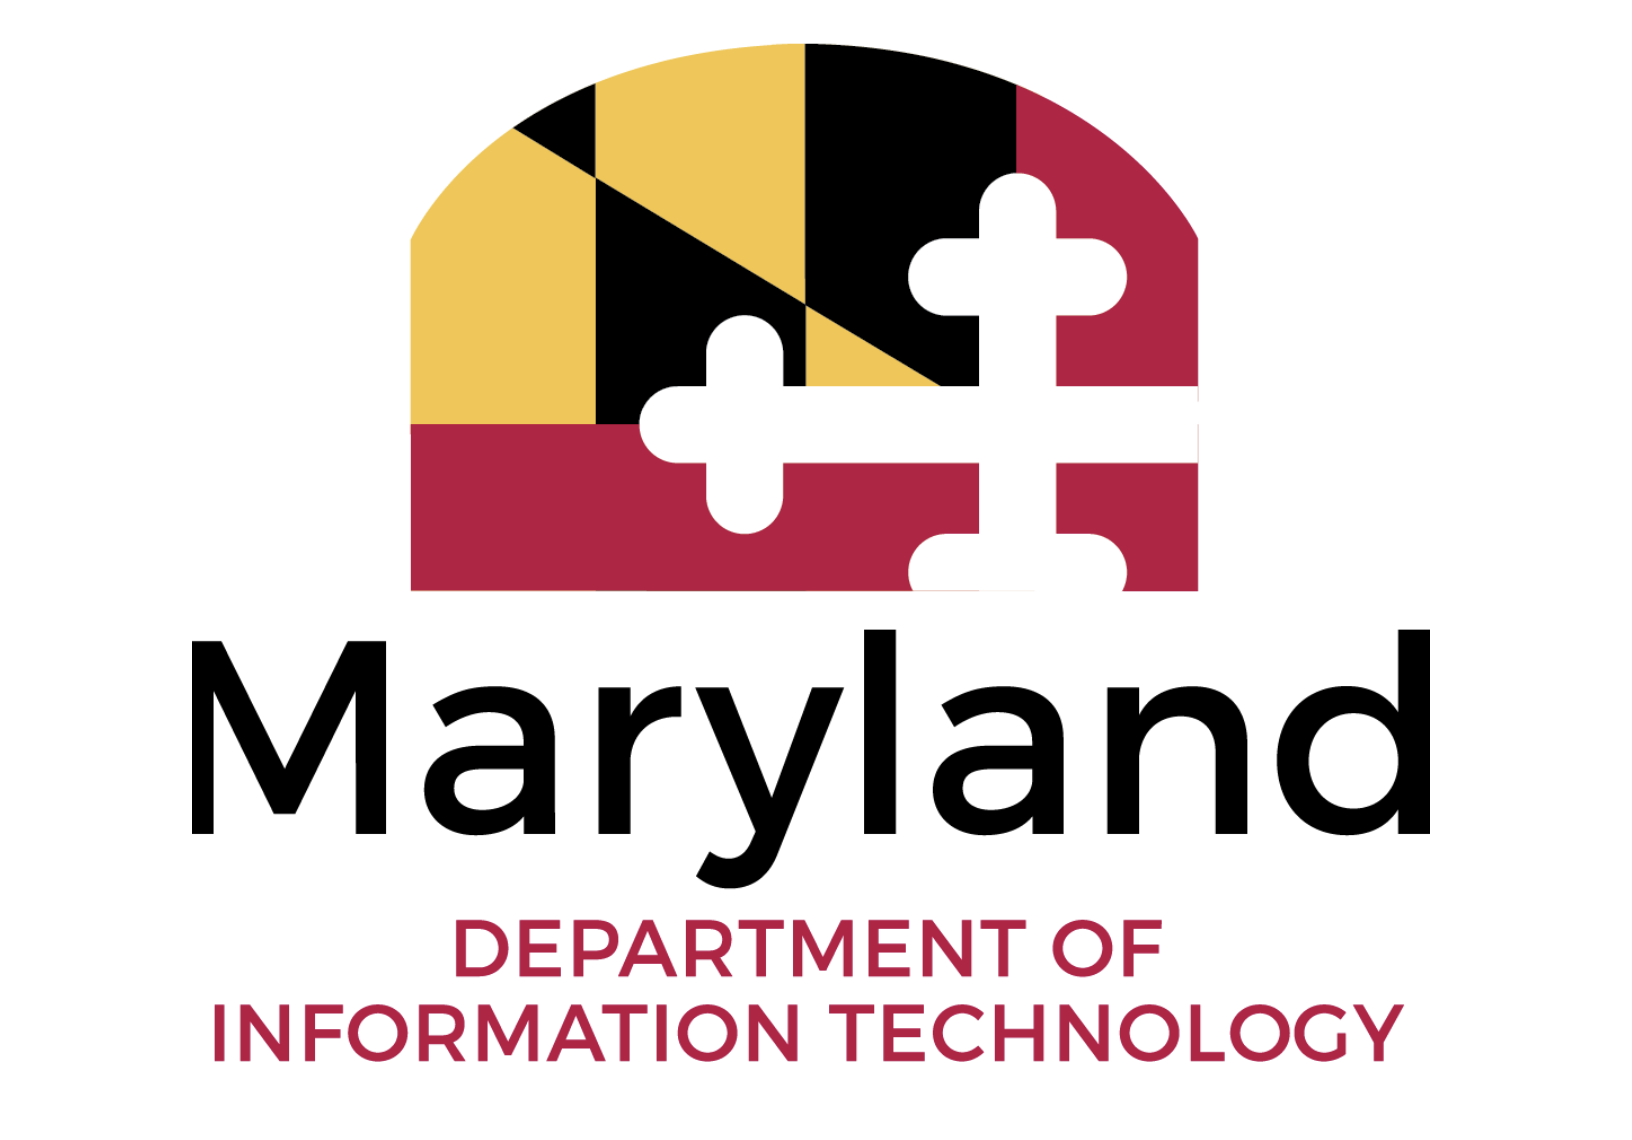 Maryland
DEPARTMENT OF
INFORMATION TECHNOLOGY